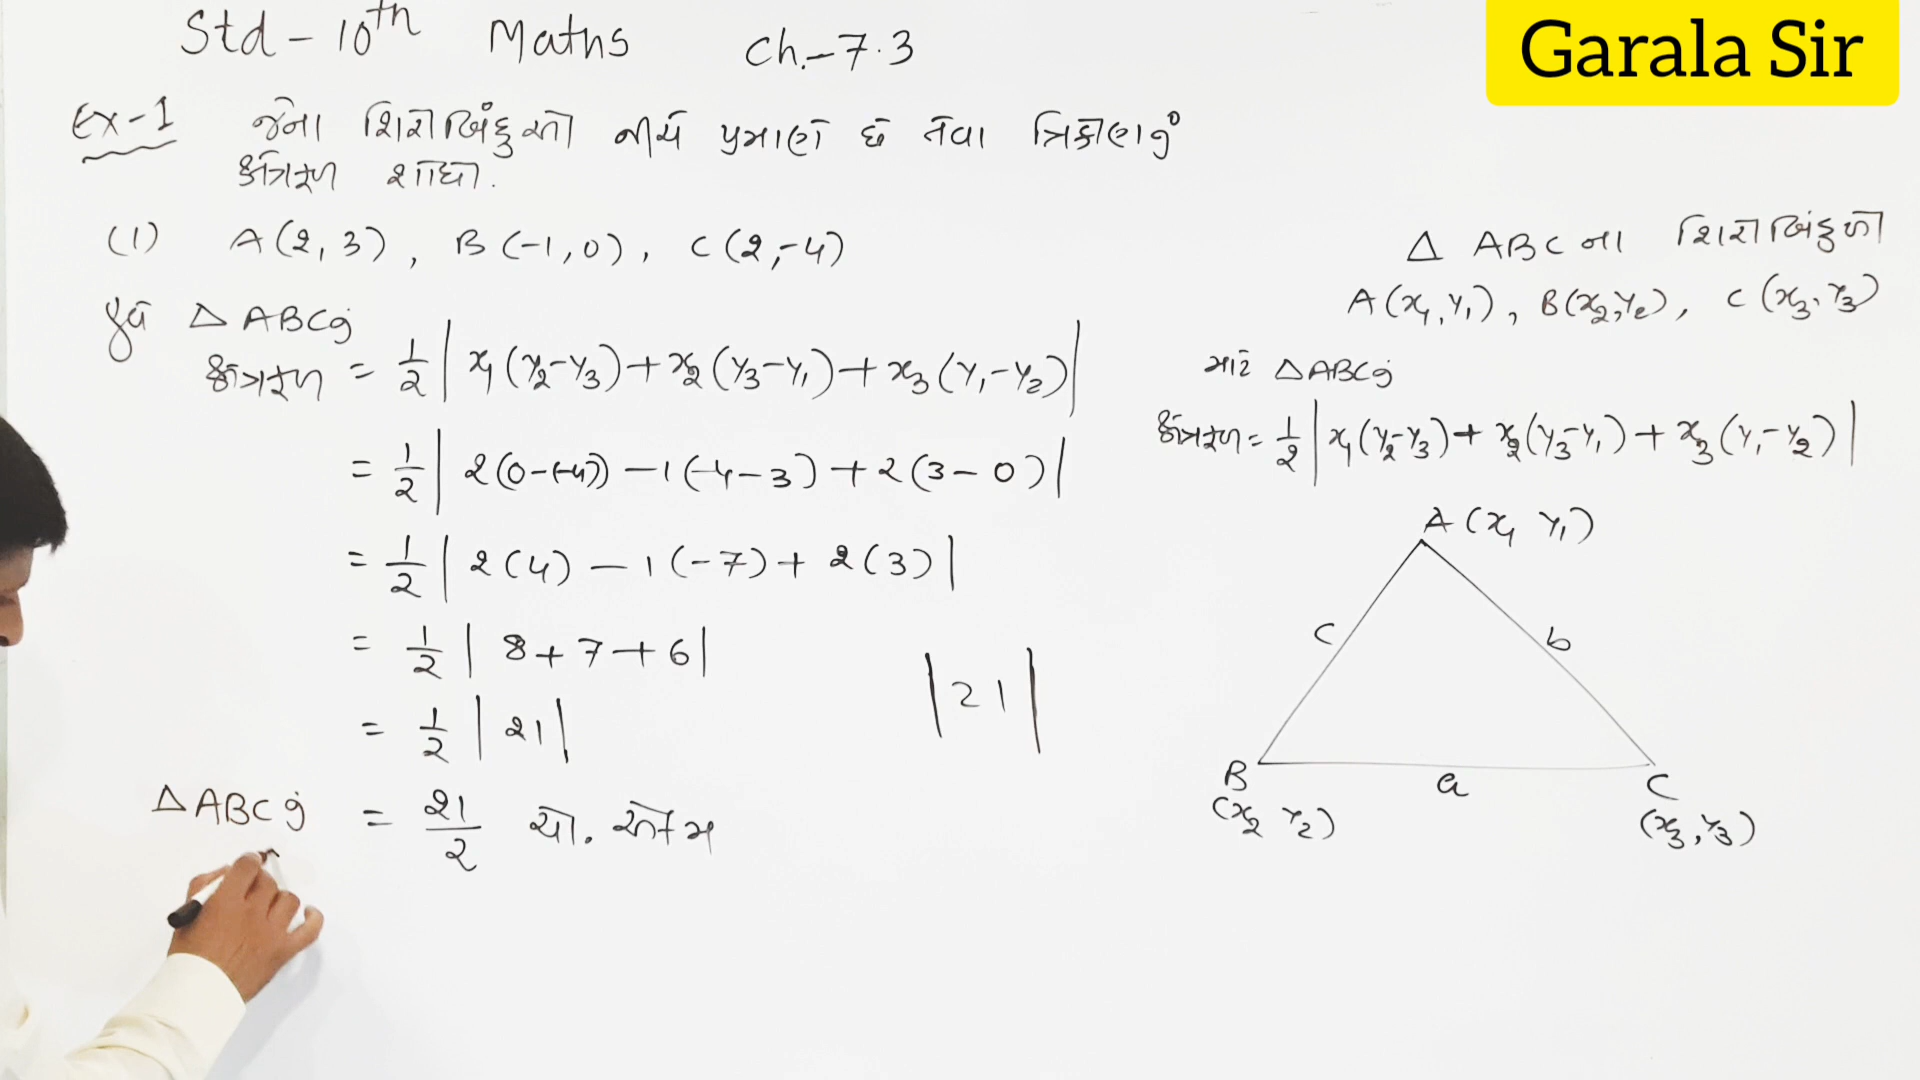 Std - 10th Maths Ch.-7.3
Garala Sir
Ex-1 જેના શિરોબિંદુઓ નીચે પ્રમાણે છે તેવા ત્રિકોણનું
ક્ષેત્રફળ શોધો.
(1) A(2, 3), B(-1, 0), C(2, -4)
હવે △ ABCનું
ક્ષેત્રફળ = 1/2 | x₁(y₂-y₃)+x₂(y₃-y₁)+x₃(y₁-y₂)|
= 1/2 | 2(0-(-4)) -1(-4-3)+2(3-0)|
= 1/2 | 2(4) -1(-7)+2(3)|
= 1/2 | 8+7+6|
= 1/2 | 21|
|21|
△ABCનું = 21/2 ચો. એકમ
△ ABC ના શિરોબિંદુઓ
A(x₁, y₁), B(x₂, y₂), C(x₃, y₃)
માટે △ABCનું
ક્ષેત્રફળ = 1/2 | x₁(y₂-y₃)+x₂(y₃-y₁)+x₃(y₁-y₂)|
A(x₁ y₁)
c b
B a C
(x₂ y₂) (x₃, y₃)